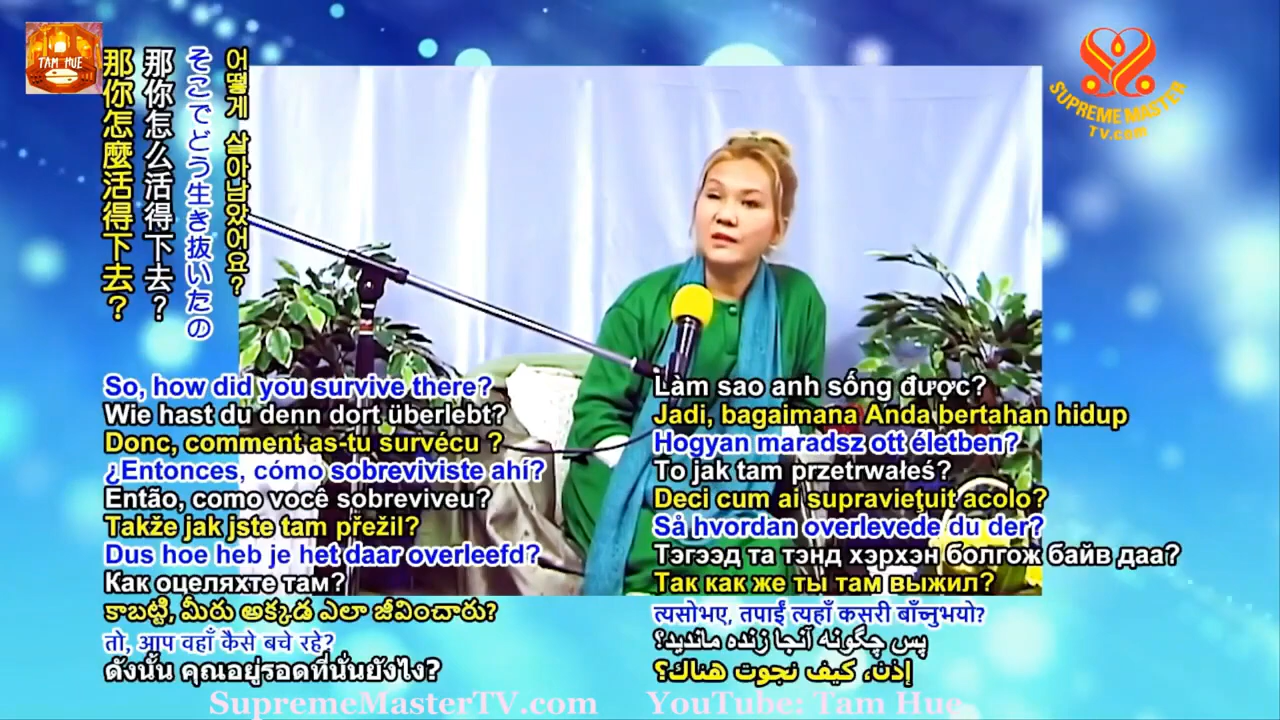 TAM HUE
SUPREME MASTER
TV.com
那你怎麼活得下去？
那你怎么活得下去？
そこでどう生き抜いたの
어떻게 살아남았어요?
So, how did you survive there?
Wie hast du denn dort überlebt?
Donc, comment as-tu survécu ?
¿Entonces, cómo sobreviviste ahí?
Então, como você sobreviveu?
Takže jak jste tam přežil?
Dus hoe heb je het daar overleefd?
Как оцеляхте там?
కాబట్టి, మీరు అక్కడ ఎలా జీవించారు?
तो, आप वहाँ कैसे बचे रहे?
ดังนั้น คุณอยู่รอดที่นั่นยังไง?
Làm sao anh sống được?
Jadi, bagaimana Anda bertahan hidup
Hogyan maradsz ott életben?
To jak tam przetrwałeś?
Deci cum ai supravieţuit acolo?
Så hvordan overlevede du der?
Тэгээд та тэнд хэрхэн болгож байв даа?
Так как же ты там выжил?
त्यसोभए, तपाईं त्यहाँ कसरी बाँच्नुभयो?
پس چگونه آنجا زنده ماندید؟
إذن، كيف نجوت هناك؟
SupremeMasterTV.com YouTube: Tam Hue